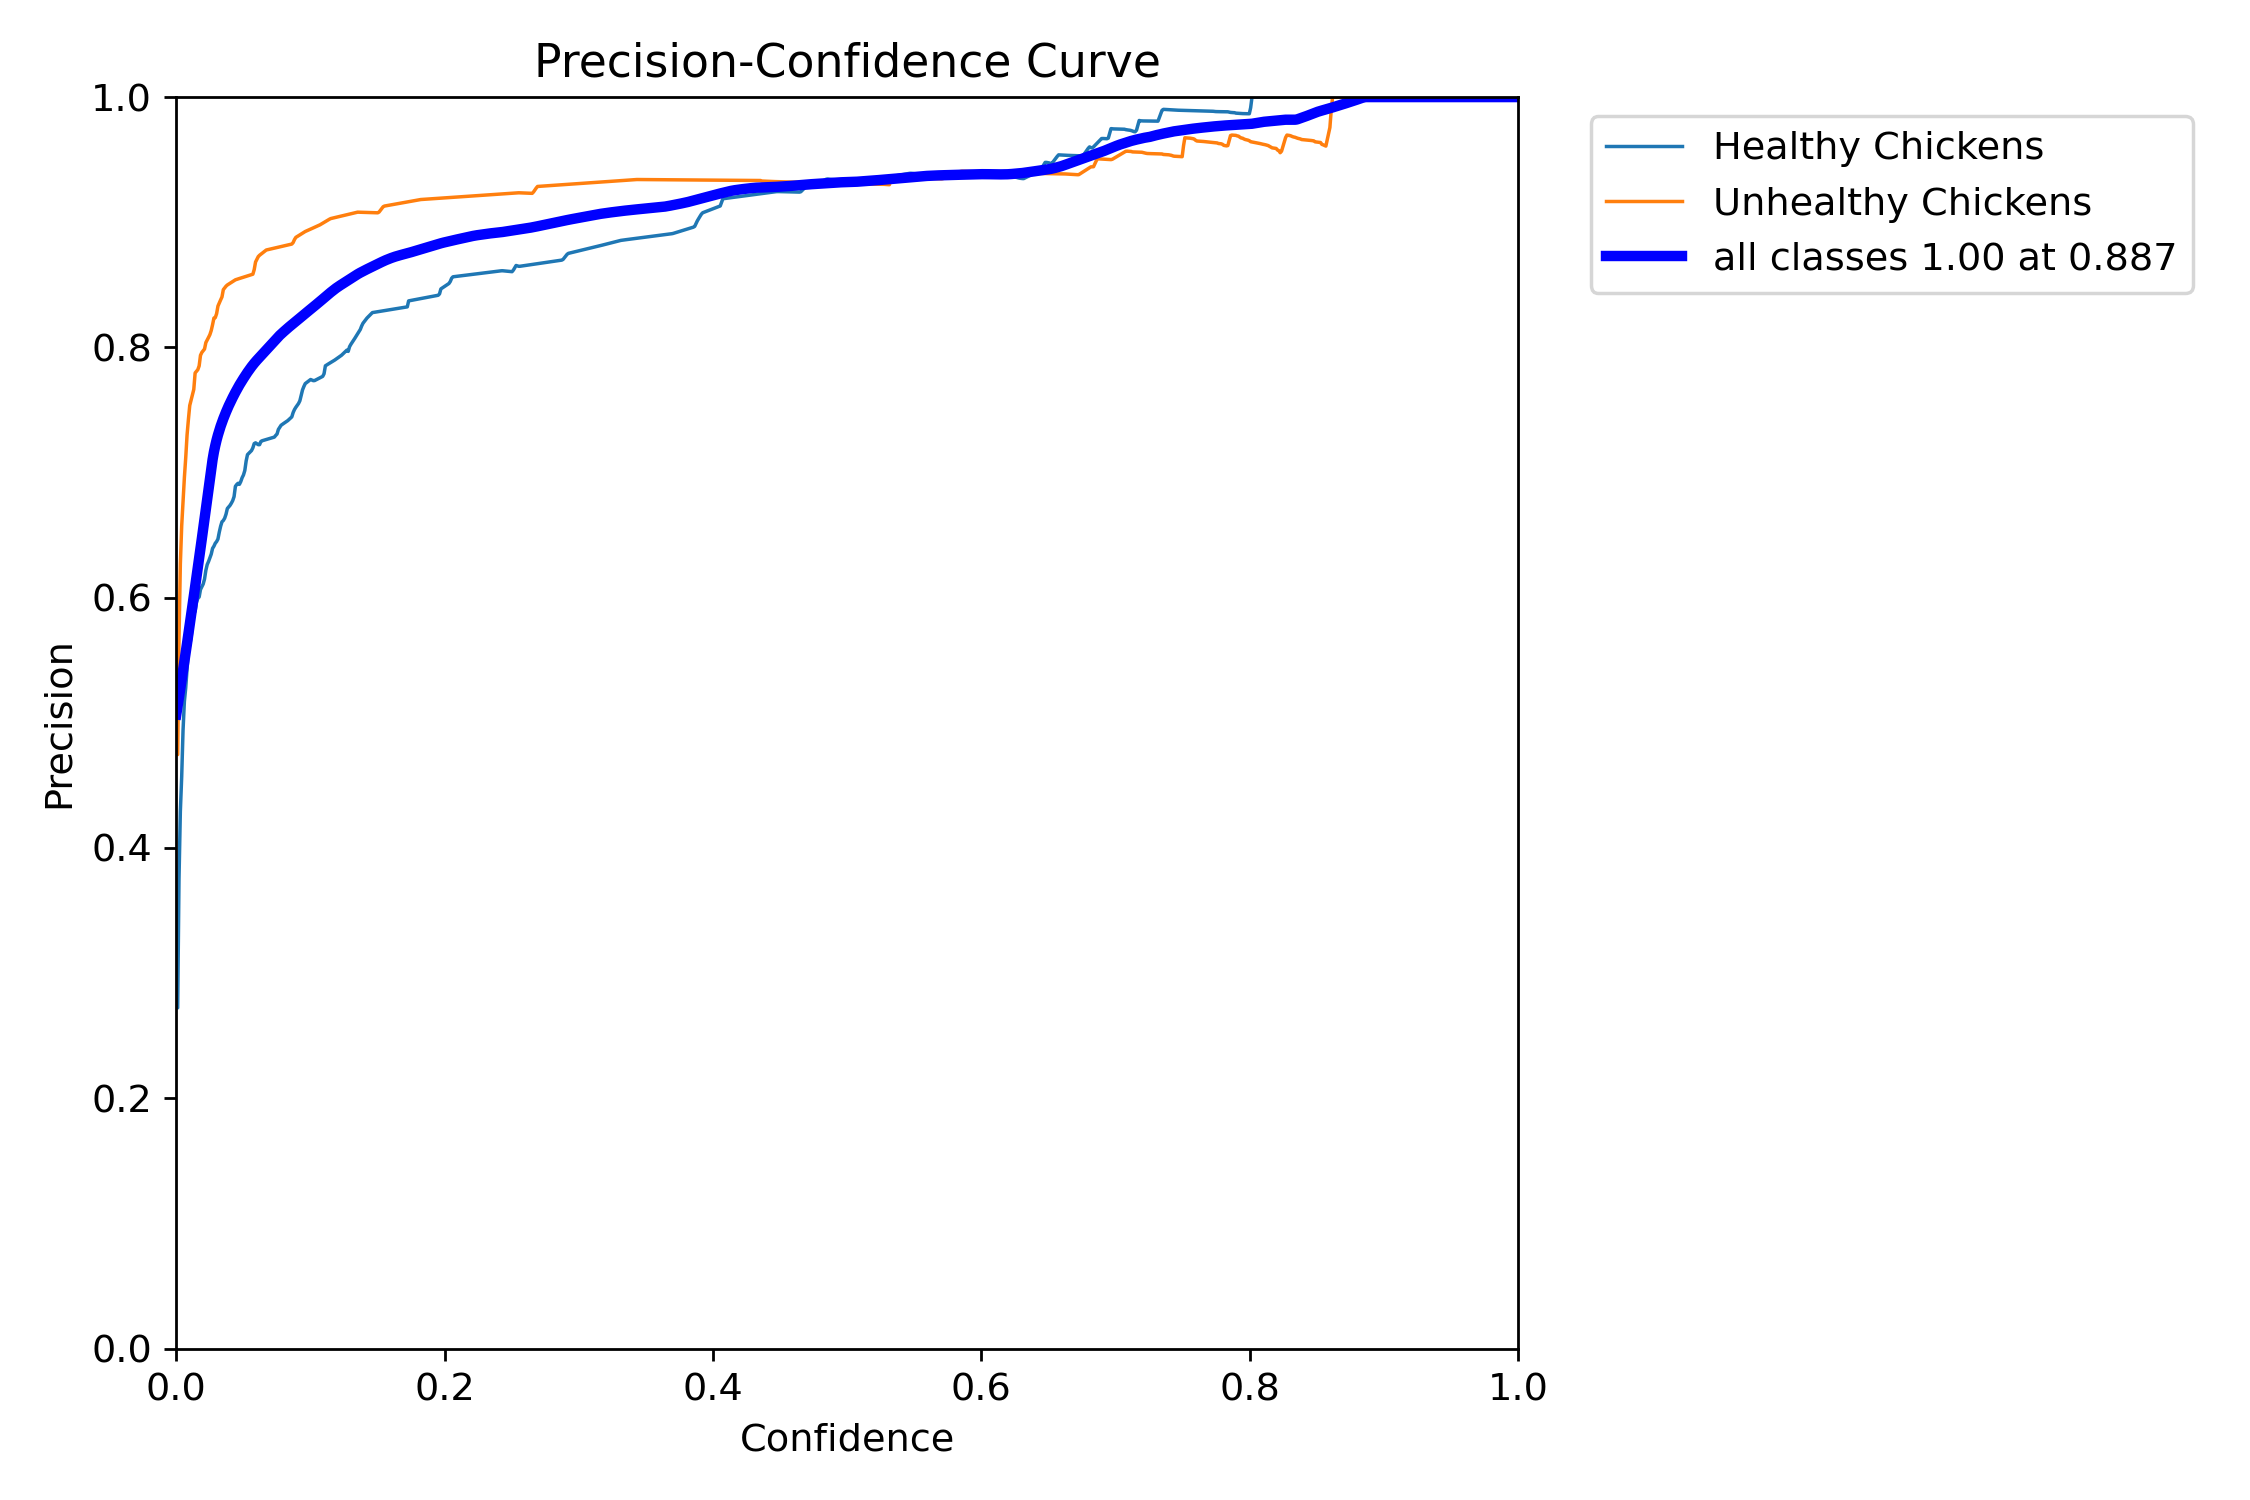 Precision-Confidence Curve
1.0
0.8
0.6
0.4
0.2
0.0
Precision
0.0 0.2 0.4 0.6 0.8 1.0
Confidence
Healthy Chickens
Unhealthy Chickens
all classes 1.00 at 0.887